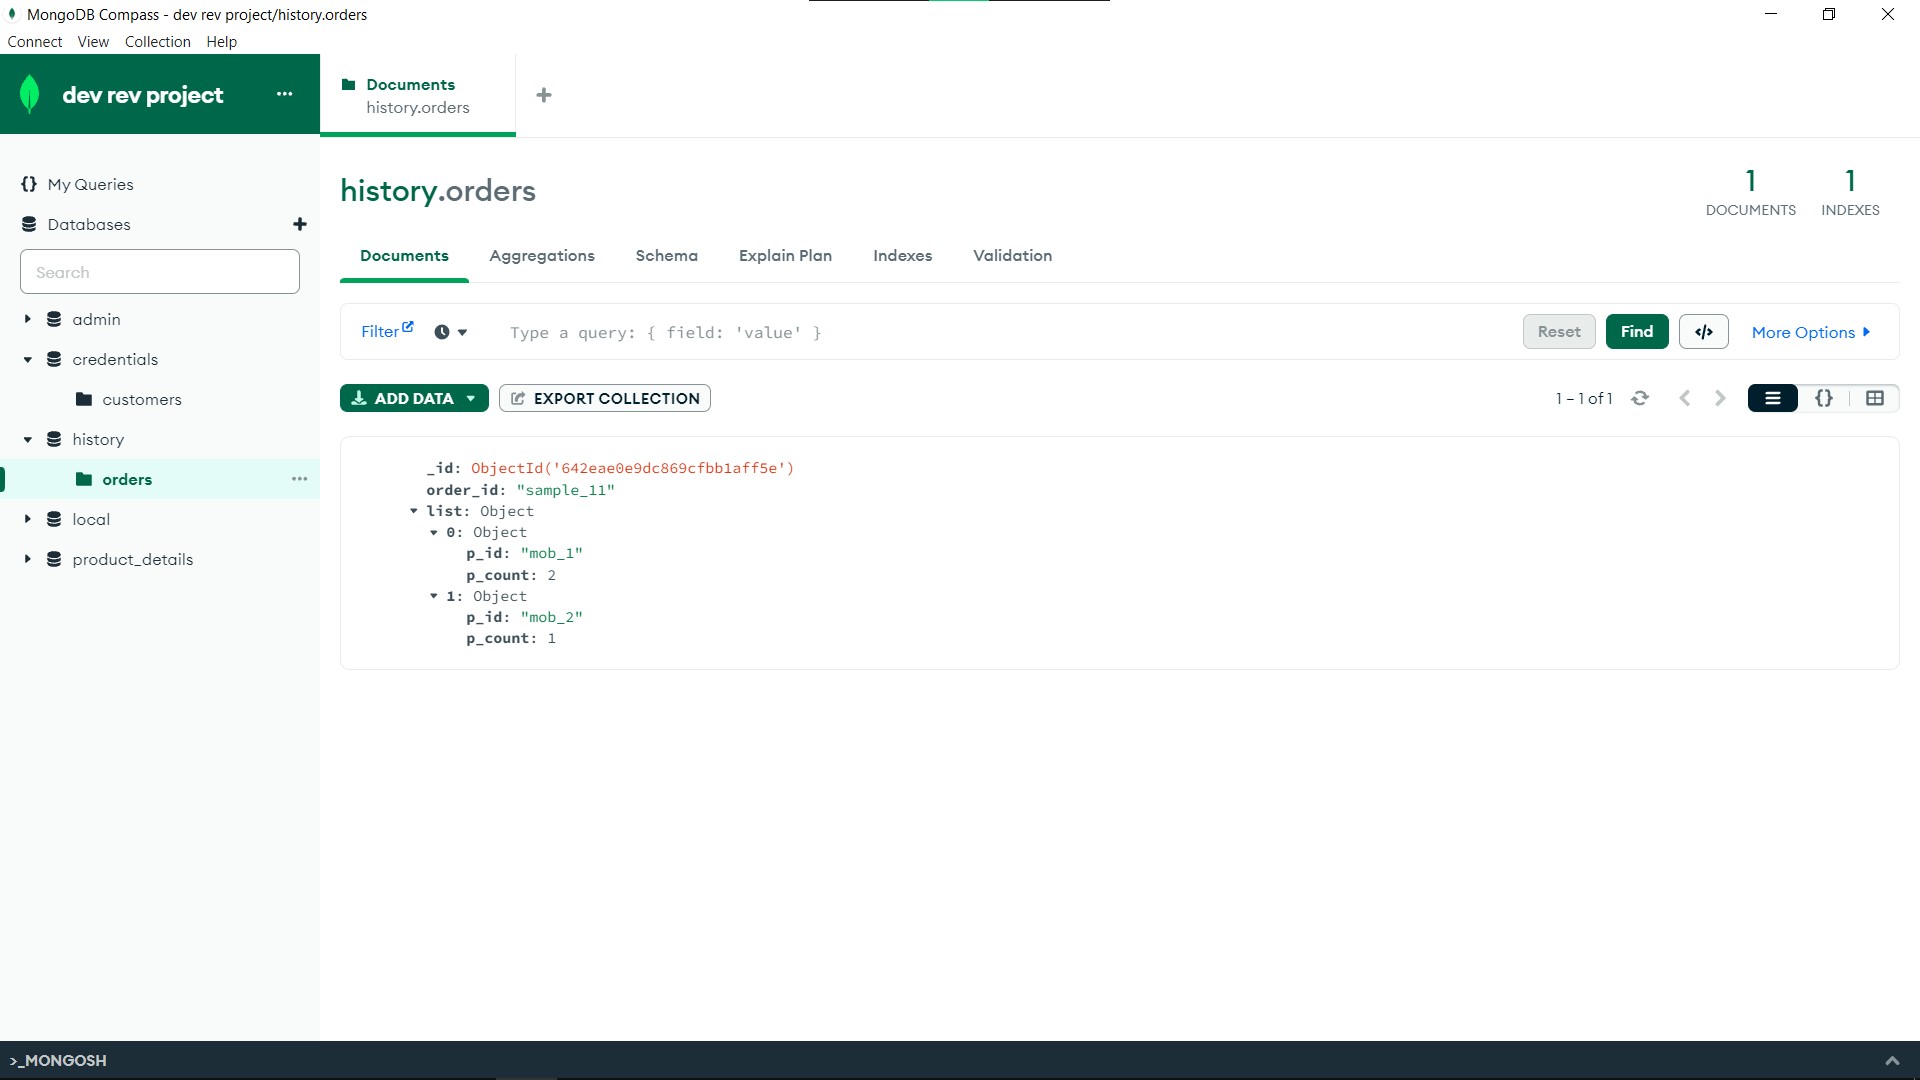 MongoDB Compass - dev rev project/history.orders
Connect View Collection Help
dev rev project ...
Documents
history.orders
+
{} My Queries
Databases +
Search
admin
credentials
customers
history
orders ...
local
product_details
history.orders
1 DOCUMENTS
1 INDEXES
Documents Aggregations Schema Explain Plan Indexes Validation
Filter Type a query: { field: 'value' } Reset Find </> More Options
ADD DATA EXPORT COLLECTION 1 – 1 of 1 {}
_id: ObjectId('642eae0e9dc869cfbb1aff5e')
order_id: "sample_11"
list: Object
0: Object
p_id: "mob_1"
p_count: 2
1: Object
p_id: "mob_2"
p_count: 1
>_MONGOSH